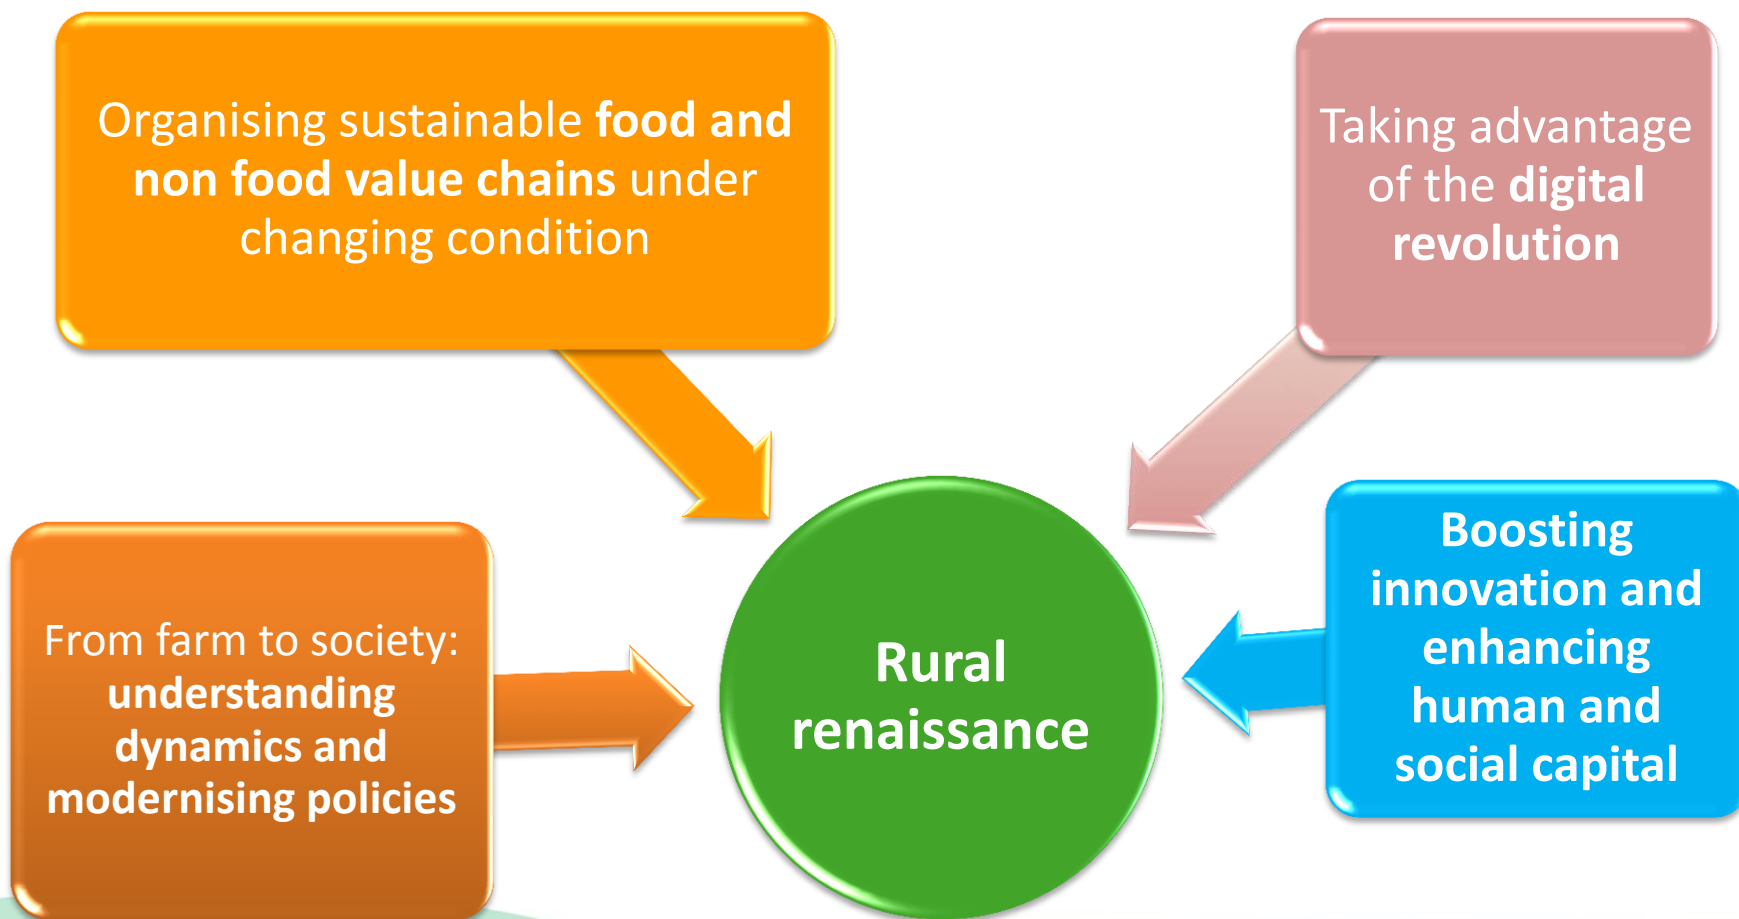 Organising sustainable food and
non food value chains under
changing condition
Taking advantage
of the digital
revolution
From farm to society:
understanding
dynamics and
modernising policies
Rural
renaissance
Boosting
innovation and
enhancing
human and
social capital